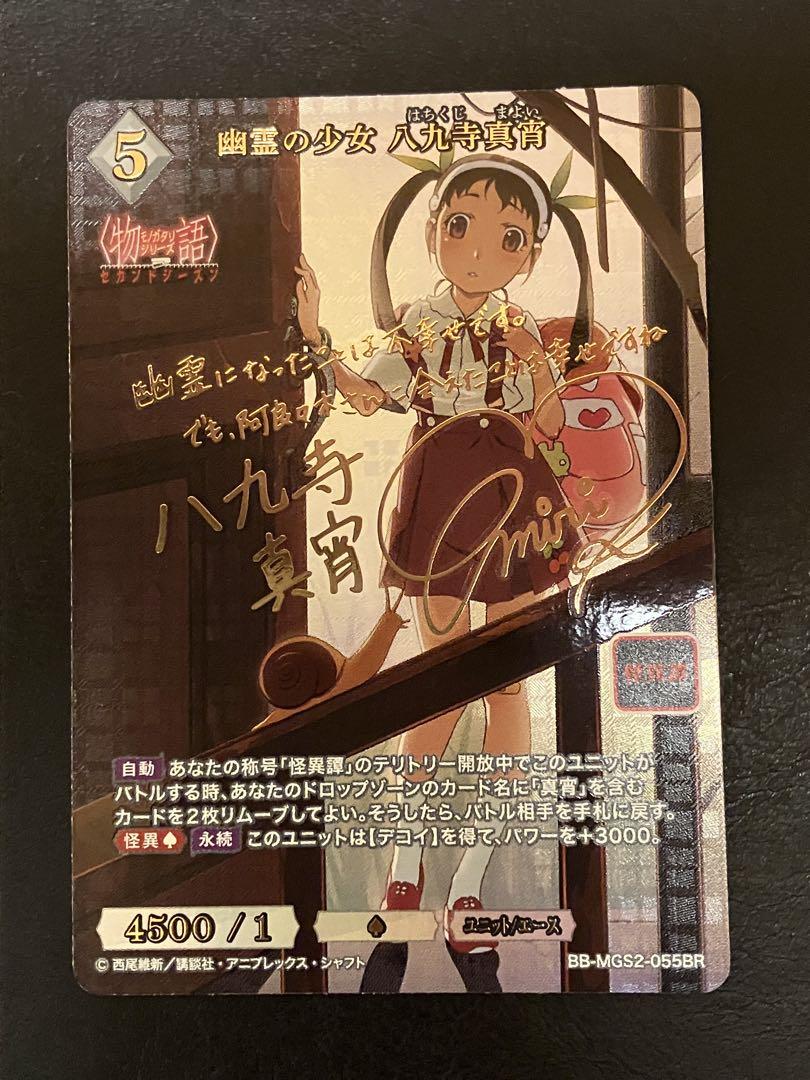 5
はちくじ まよい
幽霊の少女 八九寺真宵
〈物語〉
モノガタリ
シリーズ
セカンドシーズン
幽霊になったことは不幸せです。
でも、阿良々木さんに会えたことは幸せですね
八九寺
真宵
emiri
怪異譚
自動 あなたの称号「怪異譚」のテリトリー開放中でこのユニットが
バトルする時、あなたのドロップゾーンのカード名に「真宵」を含む
カードを2枚リムーブしてよい。そうしたら、バトル相手を手札に戻す。
怪異♠ 永続 このユニットは【デコイ】を得て、パワーを+3000。
4500 / 1
♠
ユニット/エース
© 西尾維新／講談社・アニプレックス・シャフト
BB-MGS2-055BR